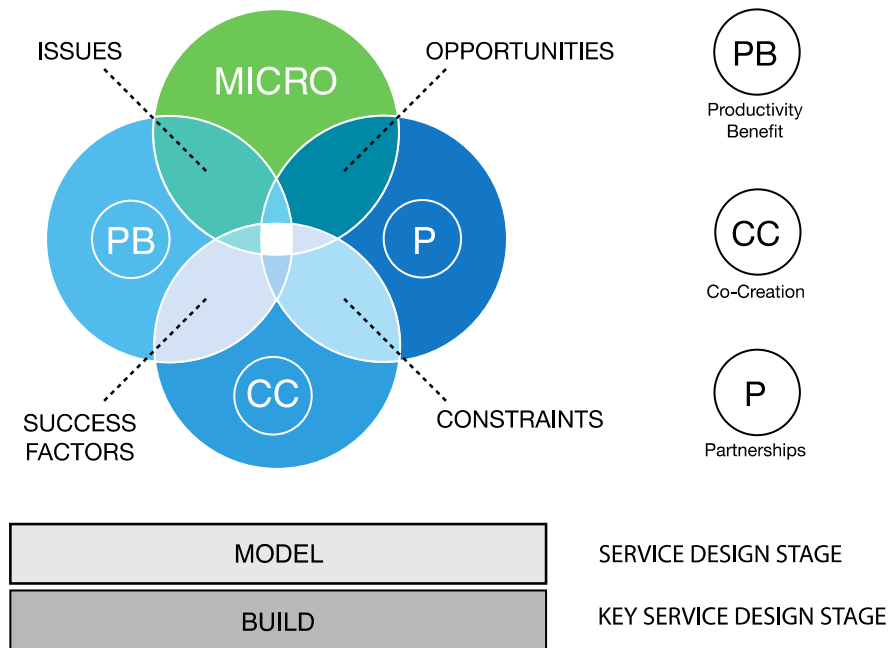 ISSUES
OPPORTUNITIES
MICRO
PB
P
CC
SUCCESS
FACTORS
CONSTRAINTS
PB
Productivity
Benefit
CC
Co-Creation
P
Partnerships
MODEL
SERVICE DESIGN STAGE
BUILD
KEY SERVICE DESIGN STAGE